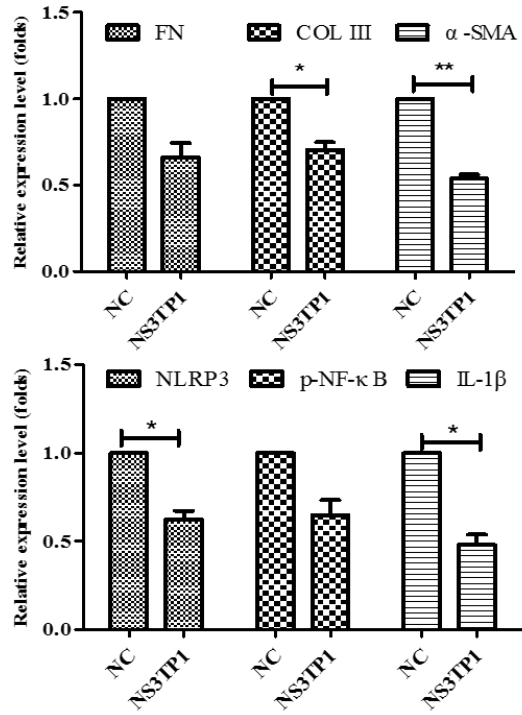 FN COL III α -SMA
Relative expression level (folds)
1.5
* **
1.0
0.5
0.0
NC NS3TP1 NC NS3TP1 NC NS3TP1
NLRP3 p-NF-κ B IL-1β
Relative expression level (folds)
1.5
* *
1.0
0.5
0.0
NC NS3TP1 NC NS3TP1 NC NS3TP1